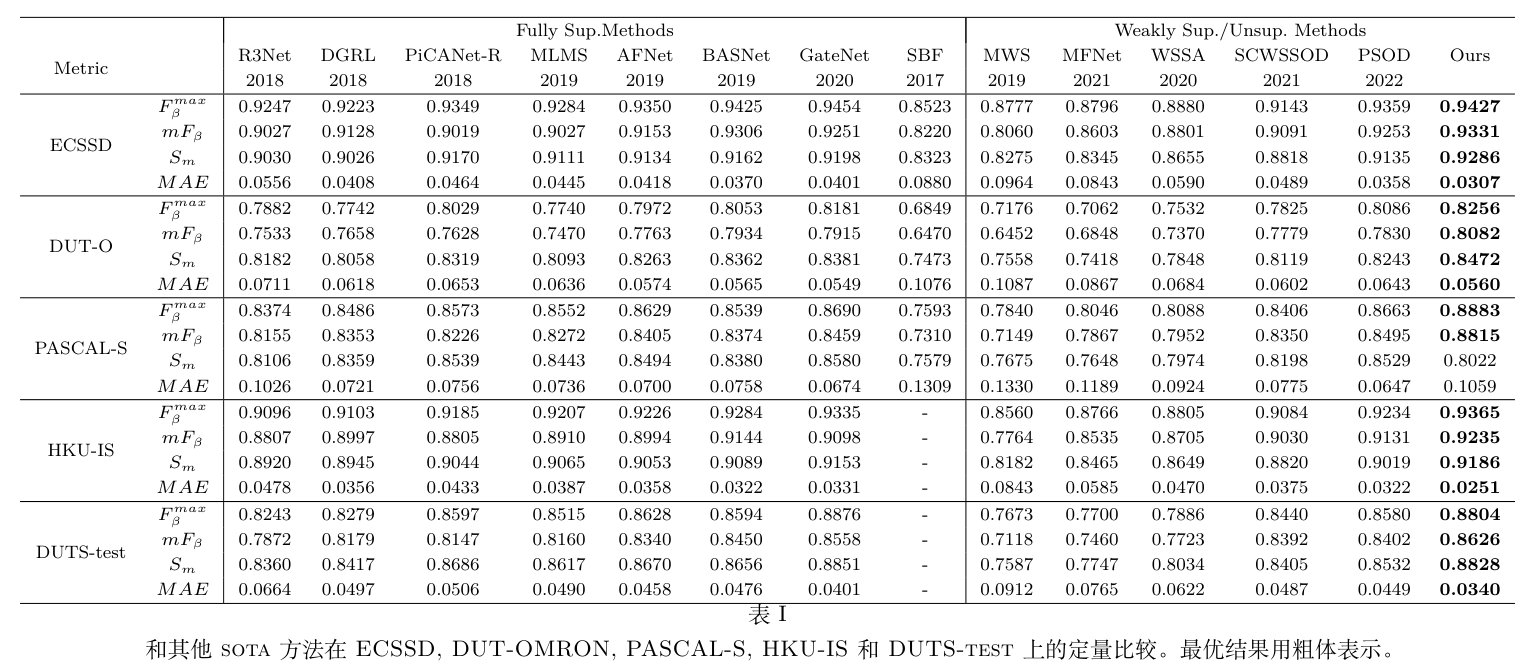 Fully Sup.Methods Weakly Sup./Unsup. Methods
Metric R3Net DGRL PiCANet-R MLMS AFNet BASNet GateNet SBF MWS MFNet WSSA SCWSSOD PSOD Ours
2018 2018 2018 2019 2019 2019 2020 2017 2019 2021 2020 2021 2022
ECSSD
F_β^max 0.9247 0.9223 0.9349 0.9284 0.9350 0.9425 0.9454 0.8523 0.8777 0.8796 0.8880 0.9143 0.9359 0.9427
mF_β 0.9027 0.9128 0.9019 0.9027 0.9153 0.9306 0.9251 0.8220 0.8060 0.8603 0.8801 0.9091 0.9253 0.9331
S_m 0.9030 0.9026 0.9170 0.9111 0.9134 0.9162 0.9198 0.8323 0.8275 0.8345 0.8655 0.8818 0.9135 0.9286
MAE 0.0556 0.0408 0.0464 0.0445 0.0418 0.0370 0.0401 0.0880 0.0964 0.0843 0.0590 0.0489 0.0358 0.0307
DUT-O
F_β^max 0.7882 0.7742 0.8029 0.7740 0.7972 0.8053 0.8181 0.6849 0.7176 0.7062 0.7532 0.7825 0.8086 0.8256
mF_β 0.7533 0.7658 0.7628 0.7470 0.7763 0.7934 0.7915 0.6470 0.6452 0.6848 0.7370 0.7779 0.7830 0.8082
S_m 0.8182 0.8058 0.8319 0.8093 0.8263 0.8362 0.8381 0.7473 0.7558 0.7418 0.7848 0.8119 0.8243 0.8472
MAE 0.0711 0.0618 0.0653 0.0636 0.0574 0.0565 0.0549 0.1076 0.1087 0.0867 0.0684 0.0602 0.0643 0.0560
PASCAL-S
F_β^max 0.8374 0.8486 0.8573 0.8552 0.8629 0.8539 0.8690 0.7593 0.7840 0.8046 0.8088 0.8406 0.8663 0.8883
mF_β 0.8155 0.8353 0.8226 0.8272 0.8405 0.8374 0.8459 0.7310 0.7149 0.7867 0.7952 0.8350 0.8495 0.8815
S_m 0.8106 0.8359 0.8539 0.8443 0.8494 0.8380 0.8580 0.7579 0.7675 0.7648 0.7974 0.8198 0.8529 0.8022
MAE 0.1026 0.0721 0.0756 0.0736 0.0700 0.0758 0.0674 0.1309 0.1330 0.1189 0.0924 0.0775 0.0647 0.1059
HKU-IS
F_β^max 0.9096 0.9103 0.9185 0.9207 0.9226 0.9284 0.9335 - 0.8560 0.8766 0.8805 0.9084 0.9234 0.9365
mF_β 0.8807 0.8997 0.8805 0.8910 0.8994 0.9144 0.9098 - 0.7764 0.8535 0.8705 0.9030 0.9131 0.9235
S_m 0.8920 0.8945 0.9044 0.9065 0.9053 0.9089 0.9153 - 0.8182 0.8465 0.8649 0.8820 0.9019 0.9186
MAE 0.0478 0.0356 0.0433 0.0387 0.0358 0.0322 0.0331 - 0.0843 0.0585 0.0470 0.0375 0.0322 0.0251
DUTS-test
F_β^max 0.8243 0.8279 0.8597 0.8515 0.8628 0.8594 0.8876 - 0.7673 0.7700 0.7886 0.8440 0.8580 0.8804
mF_β 0.7872 0.8179 0.8147 0.8160 0.8340 0.8450 0.8558 - 0.7118 0.7460 0.7723 0.8392 0.8402 0.8626
S_m 0.8360 0.8417 0.8686 0.8617 0.8670 0.8656 0.8851 - 0.7587 0.7747 0.8034 0.8405 0.8532 0.8828
MAE 0.0664 0.0497 0.0506 0.0490 0.0458 0.0476 0.0401 - 0.0912 0.0765 0.0622 0.0487 0.0449 0.0340
表 I
和其他 SOTA 方法在 ECSSD, DUT-OMRON, PASCAL-S, HKU-IS 和 DUTS-TEST 上的定量比较。最优结果用粗体表示。